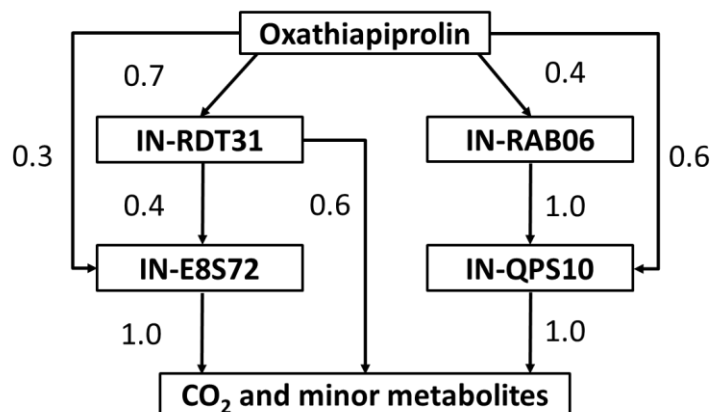 Oxathiapiprolin
0.7
0.4
IN-RDT31
IN-RAB06
0.3
0.6
0.4
0.6
1.0
IN-E8S72
IN-QPS10
1.0
1.0
CO₂ and minor metabolites